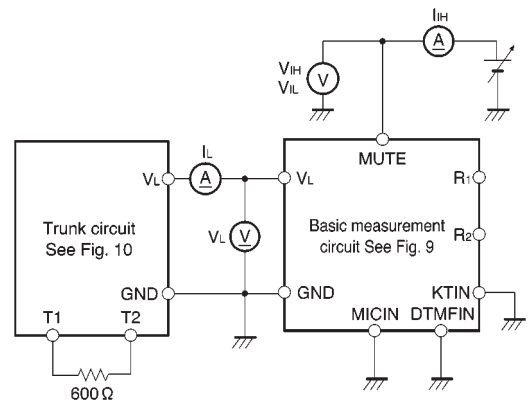 IIH
A
VIH
VIL
V
MUTE
IL
VL
A
VL
R1
Trunk circuit
See Fig. 10
VL
V
Basic measurement
circuit See Fig. 9
R2
GND
GND
KTIN
T1
T2
MICIN
DTMFIN
600 Ω